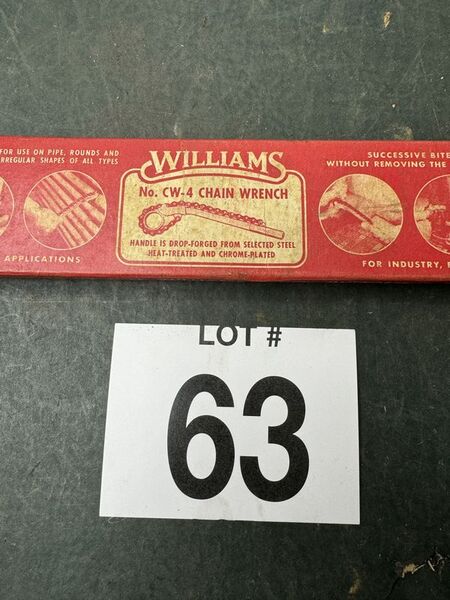 FOR USE ON PIPE, ROUNDS AND
IRREGULAR SHAPES OF ALL TYPES
APPLICATIONS
WILLIAMS
No. CW-4 CHAIN WRENCH
HANDLE IS DROP-FORGED FROM SELECTED STEEL
HEAT-TREATED AND CHROME-PLATED
SUCCESSIVE BITE
WITHOUT REMOVING THE
FOR INDUSTRY,
LOT #
63